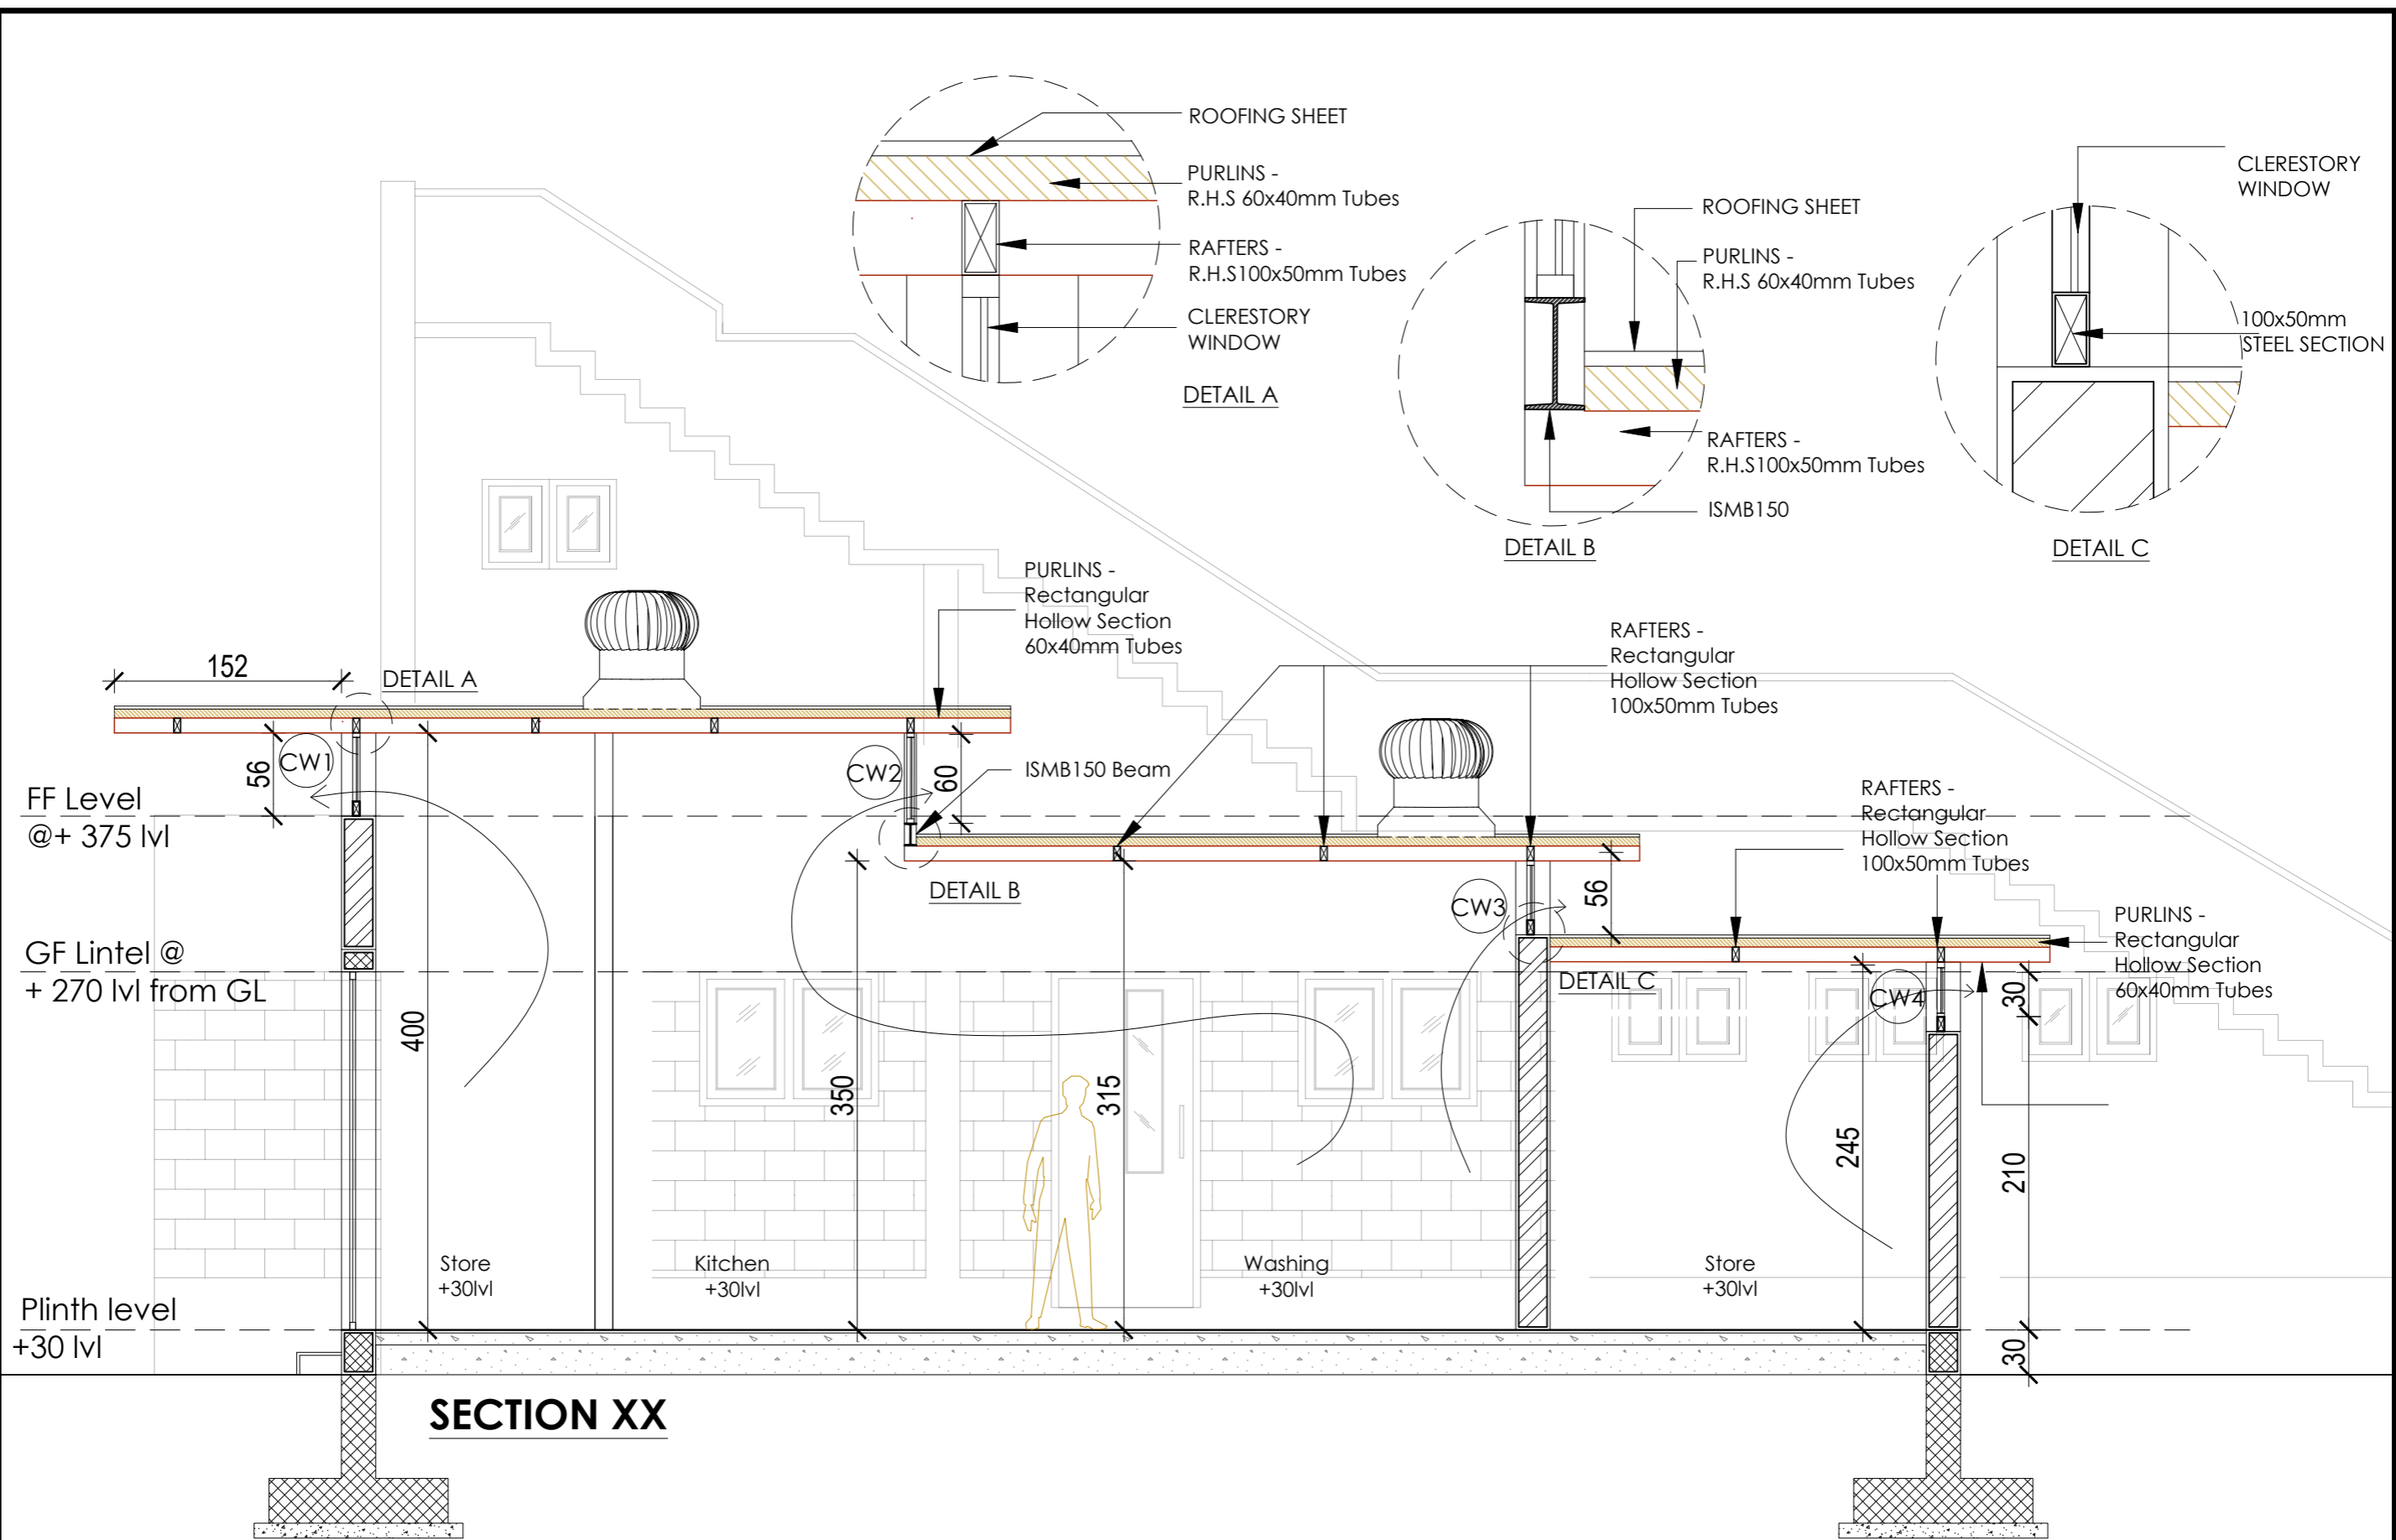 ROOFING SHEET
PURLINS -
R.H.S 60x40mm Tubes
RAFTERS -
R.H.S100x50mm Tubes
CLERESTORY
WINDOW
DETAIL A
ROOFING SHEET
PURLINS -
R.H.S 60x40mm Tubes
RAFTERS -
R.H.S100x50mm Tubes
ISMB150
DETAIL B
CLERESTORY
WINDOW
100x50mm
STEEL SECTION
DETAIL C
PURLINS -
Rectangular
Hollow Section
60x40mm Tubes
RAFTERS -
Rectangular
Hollow Section
100x50mm Tubes
152
DETAIL A
56
CW1
CW2
60
ISMB150 Beam
FF Level
@+ 375 lvl
RAFTERS -
Rectangular
Hollow Section
100x50mm Tubes
DETAIL B
CW3
56
PURLINS -
Rectangular
Hollow Section
60x40mm Tubes
GF Lintel @
+ 270 lvl from GL
DETAIL C
CW4
30
400
350
315
245
210
Store
+30lvl
Kitchen
+30lvl
Washing
+30lvl
Store
+30lvl
Plinth level
+30 lvl
30
SECTION XX